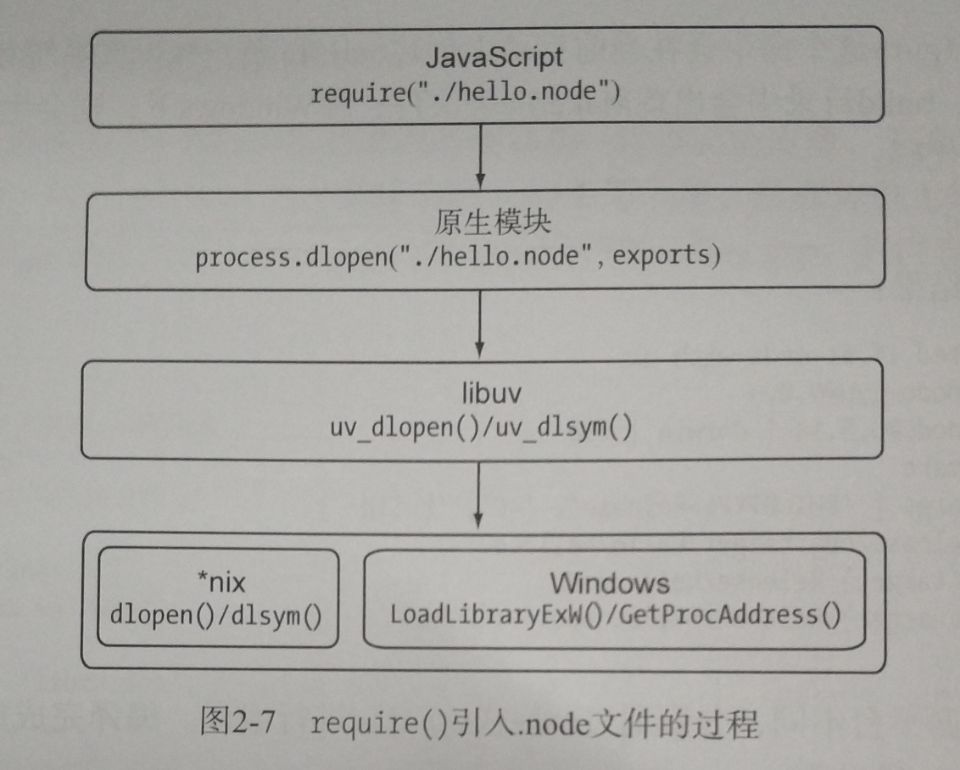 JavaScript
require("./hello.node")
原生模块
process.dlopen("./hello.node", exports)
libuv
uv_dlopen()/uv_dlsym()
*nix
dlopen()/dlsym()
Windows
LoadLibraryExW()/GetProcAddress()
图2-7 require()引入.node文件的过程